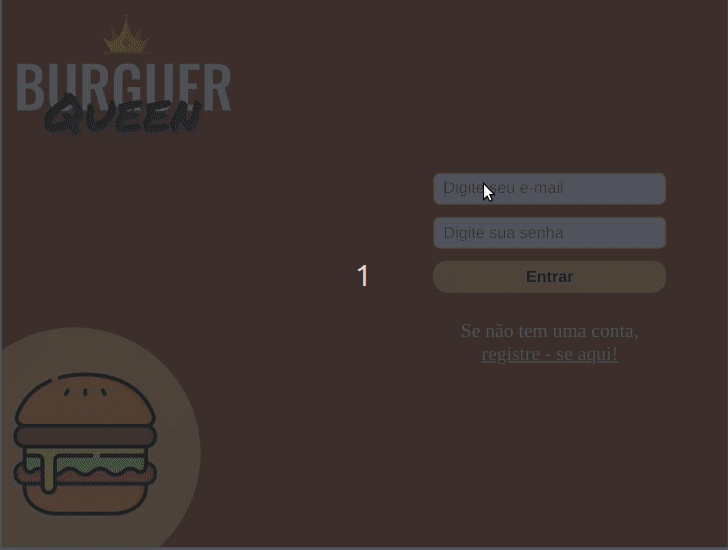 BURGUER
QUEEN
Digite seu e-mail
Digite sua senha
1
Entrar
Se não tem uma conta,
registre - se aqui!